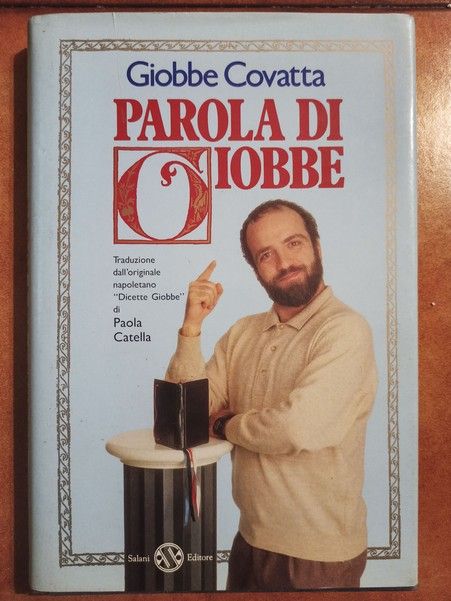 Giobbe Covatta
PAROLA DI
GIOBBE
Traduzione
dall'originale
napoletano
"Dicette Giobbe"
di
Paola
Catella
Salani Editore